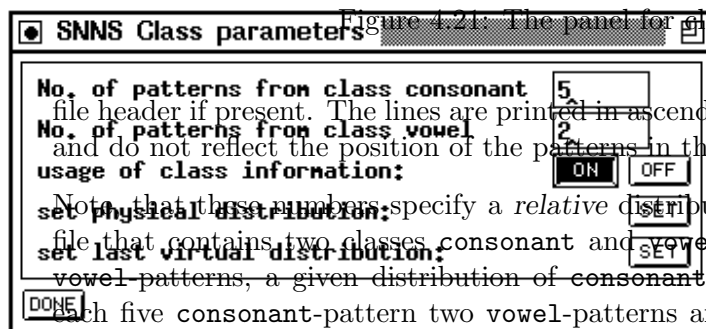 Figure 4.21: The panel for cl
SNNS Class parameters
No. of patterns from class consonant 5
file header if present. The lines are printed in ascend
No. of patterns from class vowel 2
and do not reflect the position of the patterns in th
usage of class information: ON OFF
Note, that these numbers specify a relative distribu
set physical distribution: SET
file that contains two classes consonant and vowe
set last virtual distribution: SET
vowel-patterns, a given distribution of consonant
DONE
each five consonant-pattern two vowel-patterns a